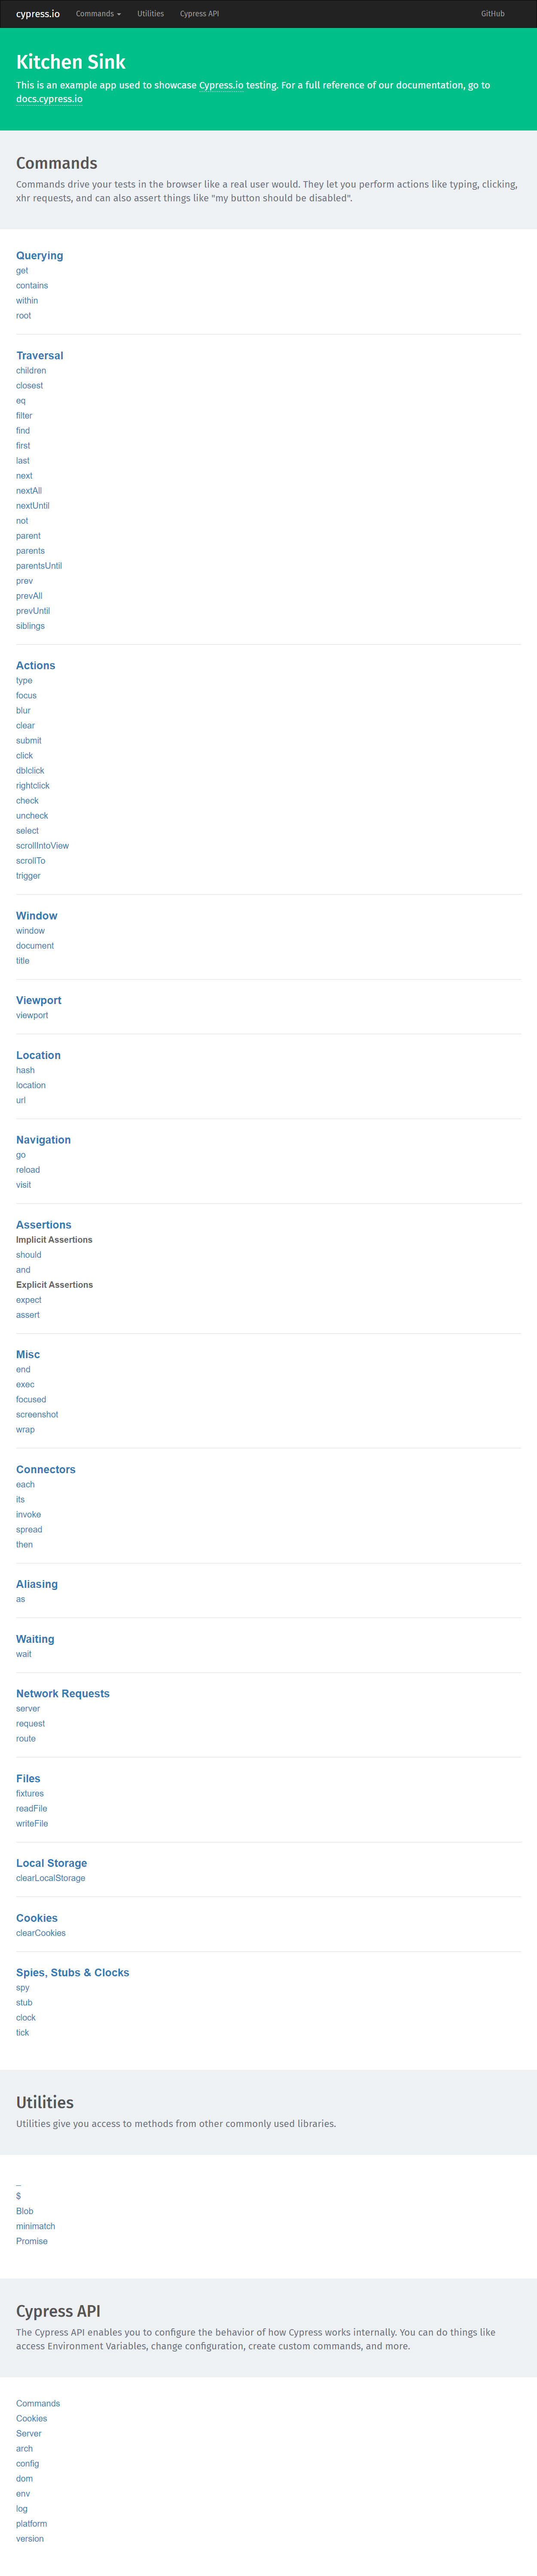 cypress.io Commands Utilities Cypress API GitHub
Kitchen Sink
This is an example app used to showcase Cypress.io testing. For a full reference of our documentation, go to
docs.cypress.io
Commands
Commands drive your tests in the browser like a real user would. They let you perform actions like typing, clicking,
xhr requests, and can also assert things like "my button should be disabled".
Querying
get
contains
within
root
Traversal
children
closest
eq
filter
find
first
last
next
nextAll
nextUntil
not
parent
parents
parentsUntil
prev
prevAll
prevUntil
siblings
Actions
type
focus
blur
clear
submit
click
dblclick
rightclick
check
uncheck
select
scrollIntoView
scrollTo
trigger
Window
window
document
title
Viewport
viewport
Location
hash
location
url
Navigation
go
reload
visit
Assertions
Implicit Assertions
should
and
Explicit Assertions
expect
assert
Misc
end
exec
focused
screenshot
wrap
Connectors
each
its
invoke
spread
then
Aliasing
as
Waiting
wait
Network Requests
server
request
route
Files
fixtures
readFile
writeFile
Local Storage
clearLocalStorage
Cookies
clearCookies
Spies, Stubs & Clocks
spy
stub
clock
tick
Utilities
Utilities give you access to methods from other commonly used libraries.
_
$
Blob
minimatch
Promise
Cypress API
The Cypress API enables you to configure the behavior of how Cypress works internally. You can do things like
access Environment Variables, change configuration, create custom commands, and more.
Commands
Cookies
Server
arch
config
dom
env
log
platform
version